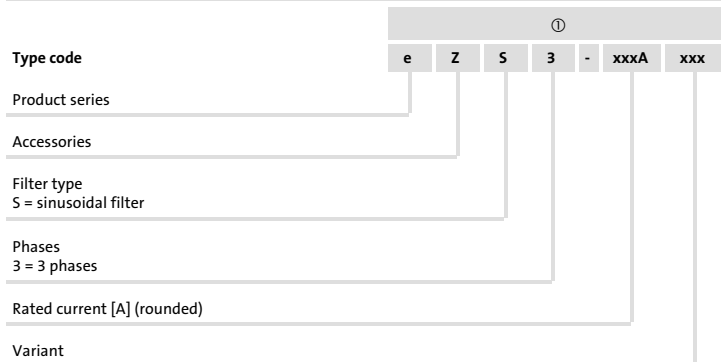 ①
Type code e Z S 3 - xxxA xxx
Product series
Accessories
Filter type
S = sinusoidal filter
Phases
3 = 3 phases
Rated current [A] (rounded)
Variant